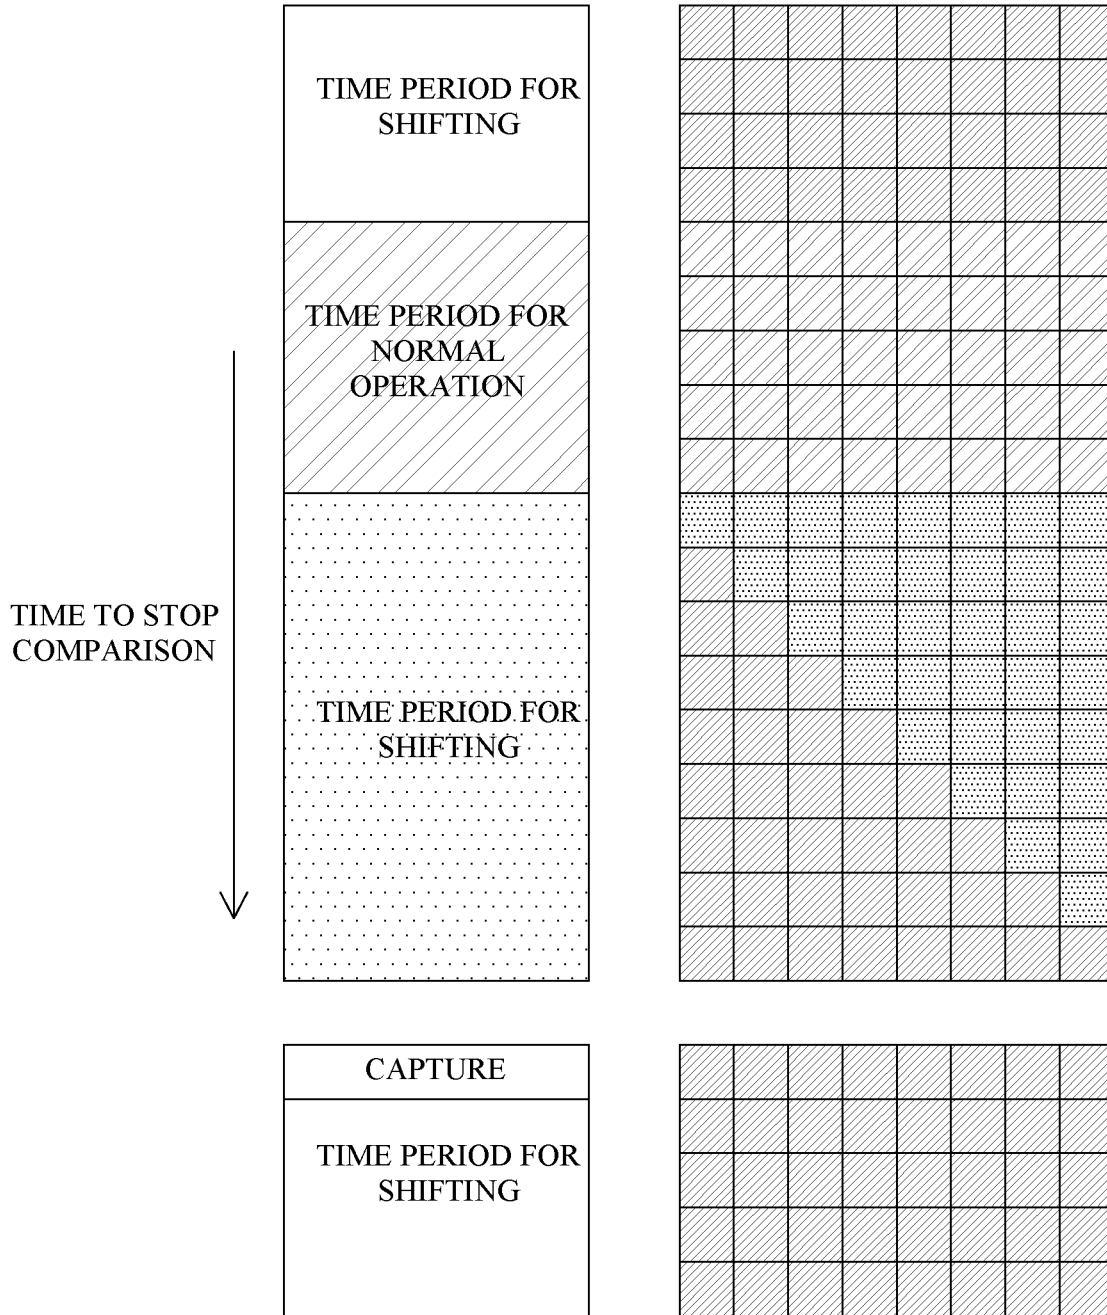 TIME PERIOD FOR
SHIFTING
TIME PERIOD FOR
NORMAL
OPERATION
TIME TO STOP
COMPARISON
TIME PERIOD FOR
SHIFTING
CAPTURE
TIME PERIOD FOR
SHIFTING